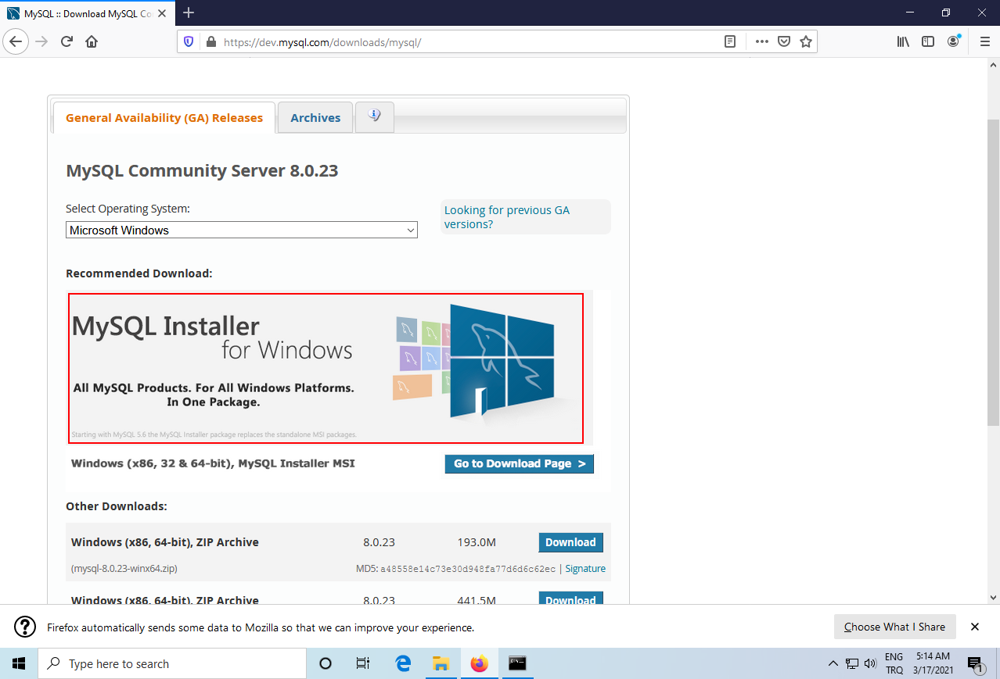 MySQL :: Download MySQL Co
https://dev.mysql.com/downloads/mysql/
General Availability (GA) Releases
Archives
i
MySQL Community Server 8.0.23
Select Operating System:
Looking for previous GA
versions?
Microsoft Windows
Recommended Download:
MySQL Installer
for Windows
All MySQL Products. For All Windows Platforms.
In One Package.
Starting with MySQL 5.6 the MySQL Installer package replaces the standalone MSI packages.
Windows (x86, 32 & 64-bit), MySQL Installer MSI
Go to Download Page >
Other Downloads:
Windows (x86, 64-bit), ZIP Archive 8.0.23 193.0M Download
(mysql-8.0.23-winx64.zip) MD5: a48558e14c73e30d948fa77d6d6c62ec | Signature
Windows (x86, 64-bit), ZIP Archive 8.0.23 441.5M Download
? Firefox automatically sends some data to Mozilla so that we can improve your experience. Choose What I Share
Type here to search
ENG 5:14 AM
TRQ 3/17/2021
1